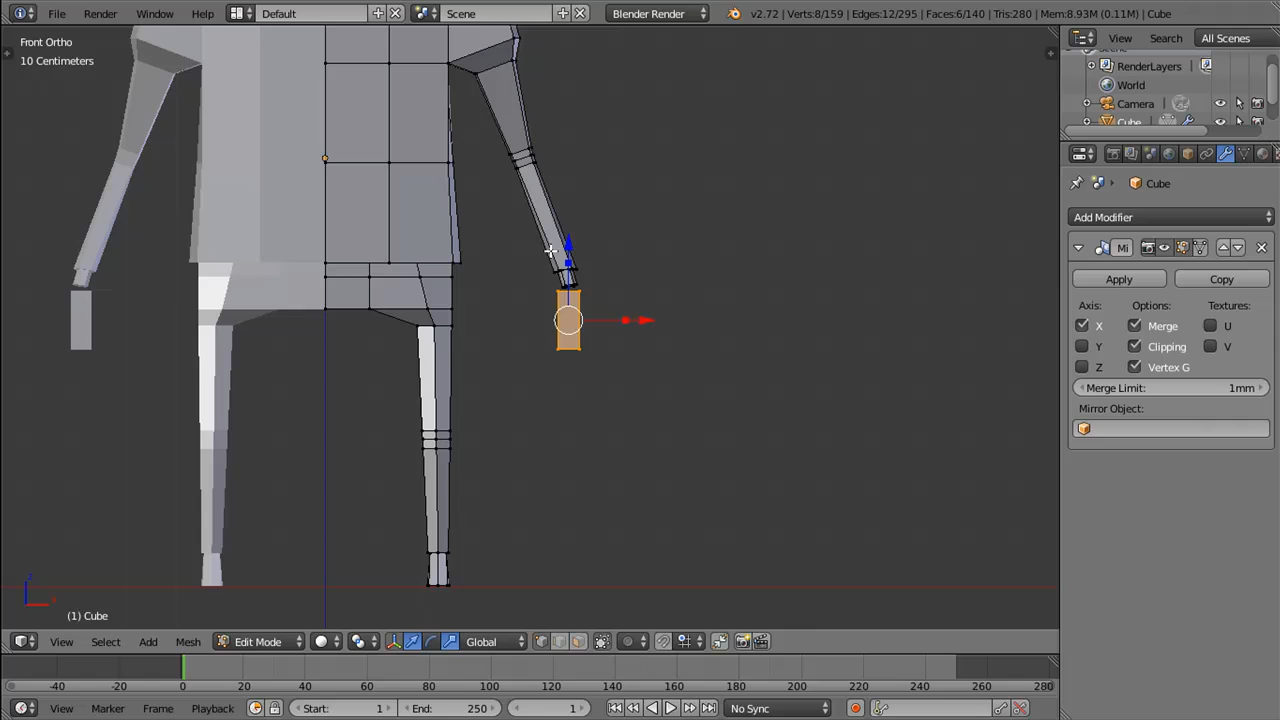 File Render Window Help Default Scene Blender Render v2.72 | Verts:8/159 | Edges:12/295 | Faces:6/140 | Tris:280 | Mem:8.93M (0.11M) | Cube
Front Ortho
10 Centimeters
z
x
(1) Cube
View Select Add Mesh Edit Mode Global
-40 -20 0 20 40 60 80 100 120 140 160 180 200 220 240 260 280
View Marker Frame Playback Start: 1 End: 250 1 No Sync
View Search All Scenes
RenderLayers
World
Camera
Cube
Cube
Add Modifier
Mi
Apply Copy
Axis: Options: Textures:
X Merge U
Y Clipping V
Z Vertex G
Merge Limit: 1mm
Mirror Object: